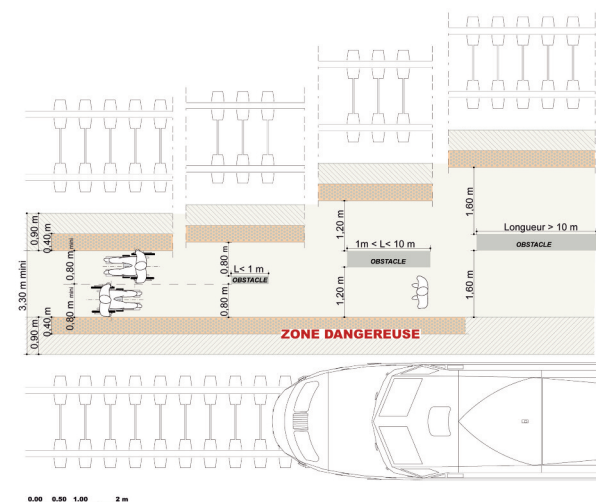 1,60 m
Longueur > 10 m
OBSTACLE
1,60 m
1,20 m
1m < L< 10 m
OBSTACLE
1,20 m
0,80 m
L< 1 m
OBSTACLE
0,80 m
3,30 m mini
0,90 m
0,40 m
0,80 m mini
0,80 m mini
0,40 m
0,90 m
ZONE DANGEREUSE
0.00 0.50 1.00 2 m